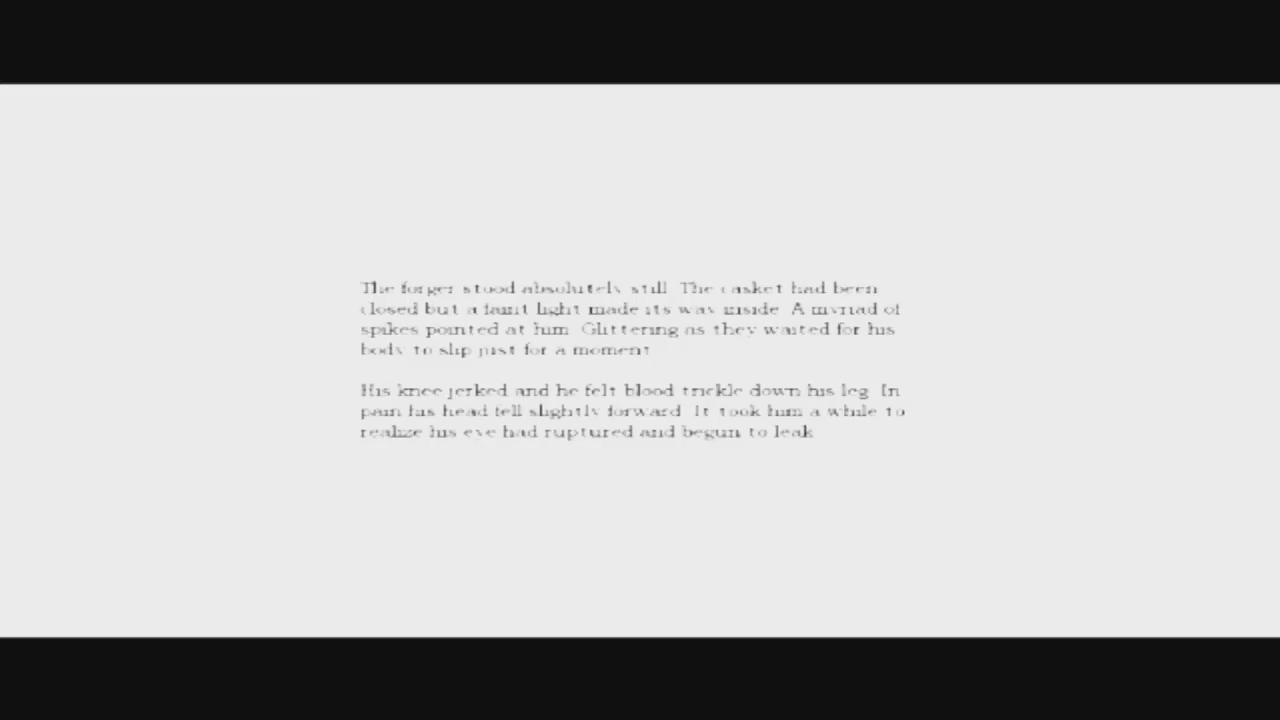 The forger stood absolutely still. The casket had been
closed but a faint light made its way inside. A myriad of
spikes pointed at him. Glittering as they waited for his
body to slip just for a moment.
His knee jerked and he felt blood trickle down his leg. In
pain his head fell slightly forward. It took him a while to
realize his eye had ruptured and begun to leak.